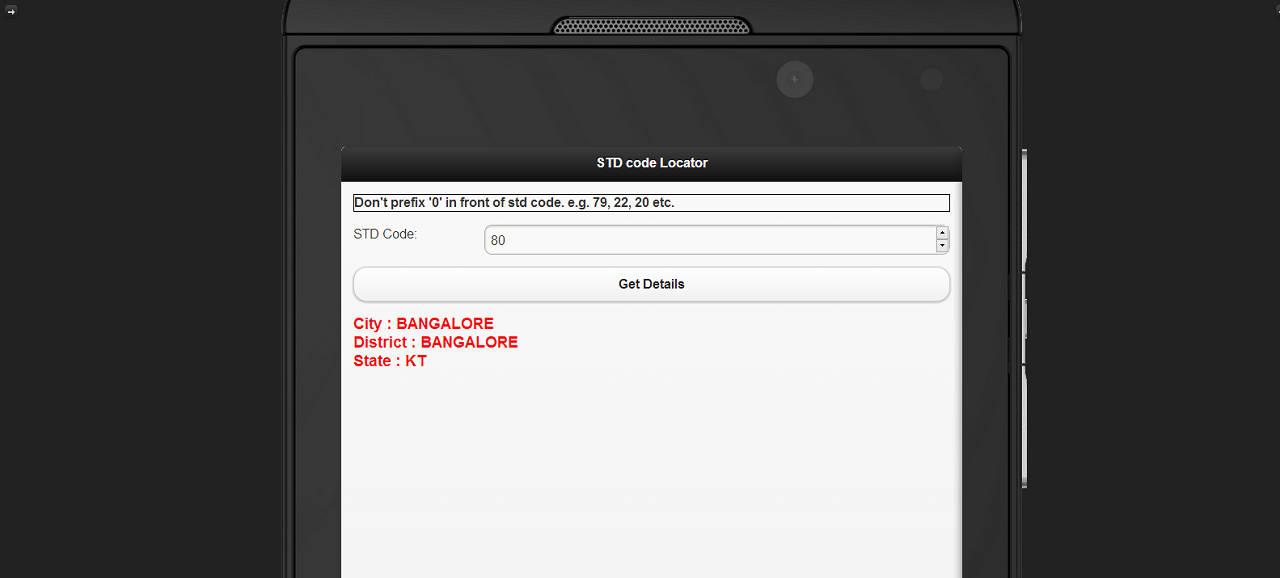 STD code Locator
Don't prefix '0' in front of std code. e.g. 79, 22, 20 etc.
STD Code:
80
Get Details
City : BANGALORE
District : BANGALORE
State : KT